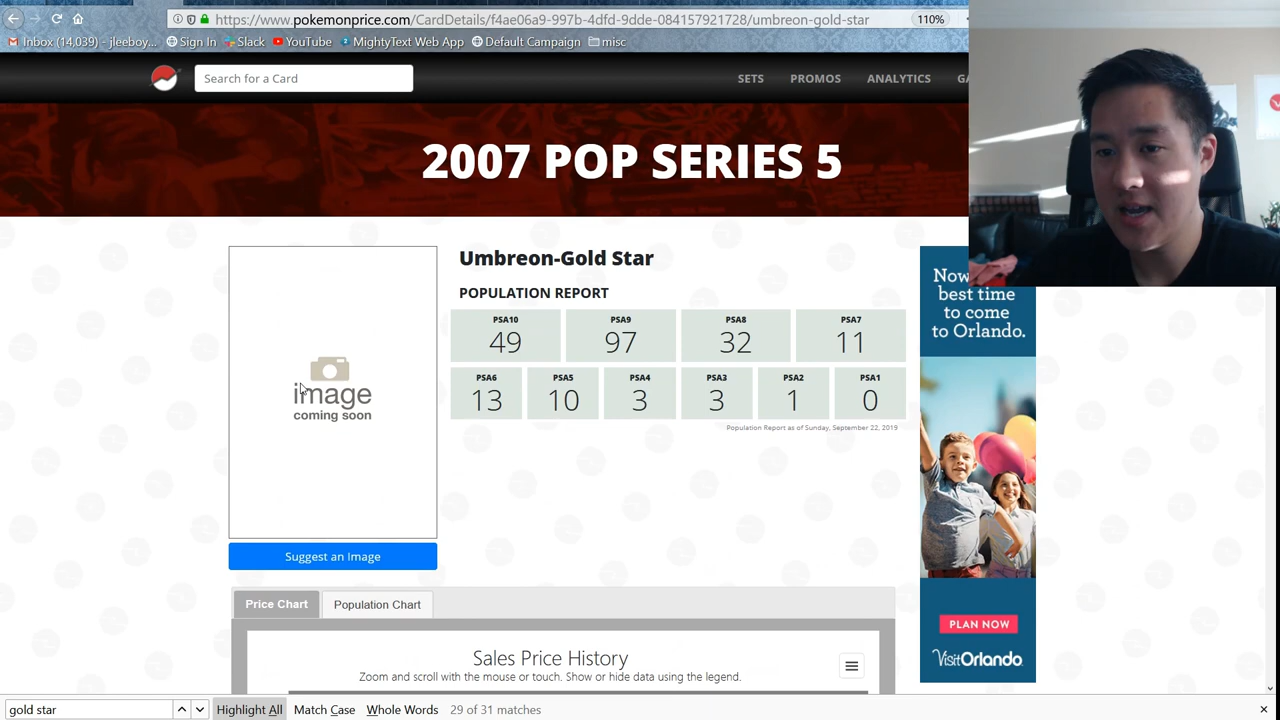 https://www.pokemonprice.com/CardDetails/f4ae06a9-997b-4dfd-9dde-084157921728/umbreon-gold-star
110%
Inbox (14,039) - jleeboy...
Sign In
Slack
YouTube
MightyText Web App
Default Campaign
misc
Search for a Card
SETS
PROMOS
ANALYTICS
GA
2007 POP SERIES 5
image
coming soon
Suggest an Image
Umbreon-Gold Star
POPULATION REPORT
PSA10
49
PSA9
97
PSA8
32
PSA7
11
PSA6
13
PSA5
10
PSA4
3
PSA3
3
PSA2
1
PSA1
0
Population Report as of Sunday, September 22, 2019
Now
best time
to come
to Orlando.
PLAN NOW
VisitOrlando
Price Chart
Population Chart
Sales Price History
Zoom and scroll with the mouse or touch. Show or hide data using the legend.
gold star
Highlight All
Match Case
Whole Words
29 of 31 matches